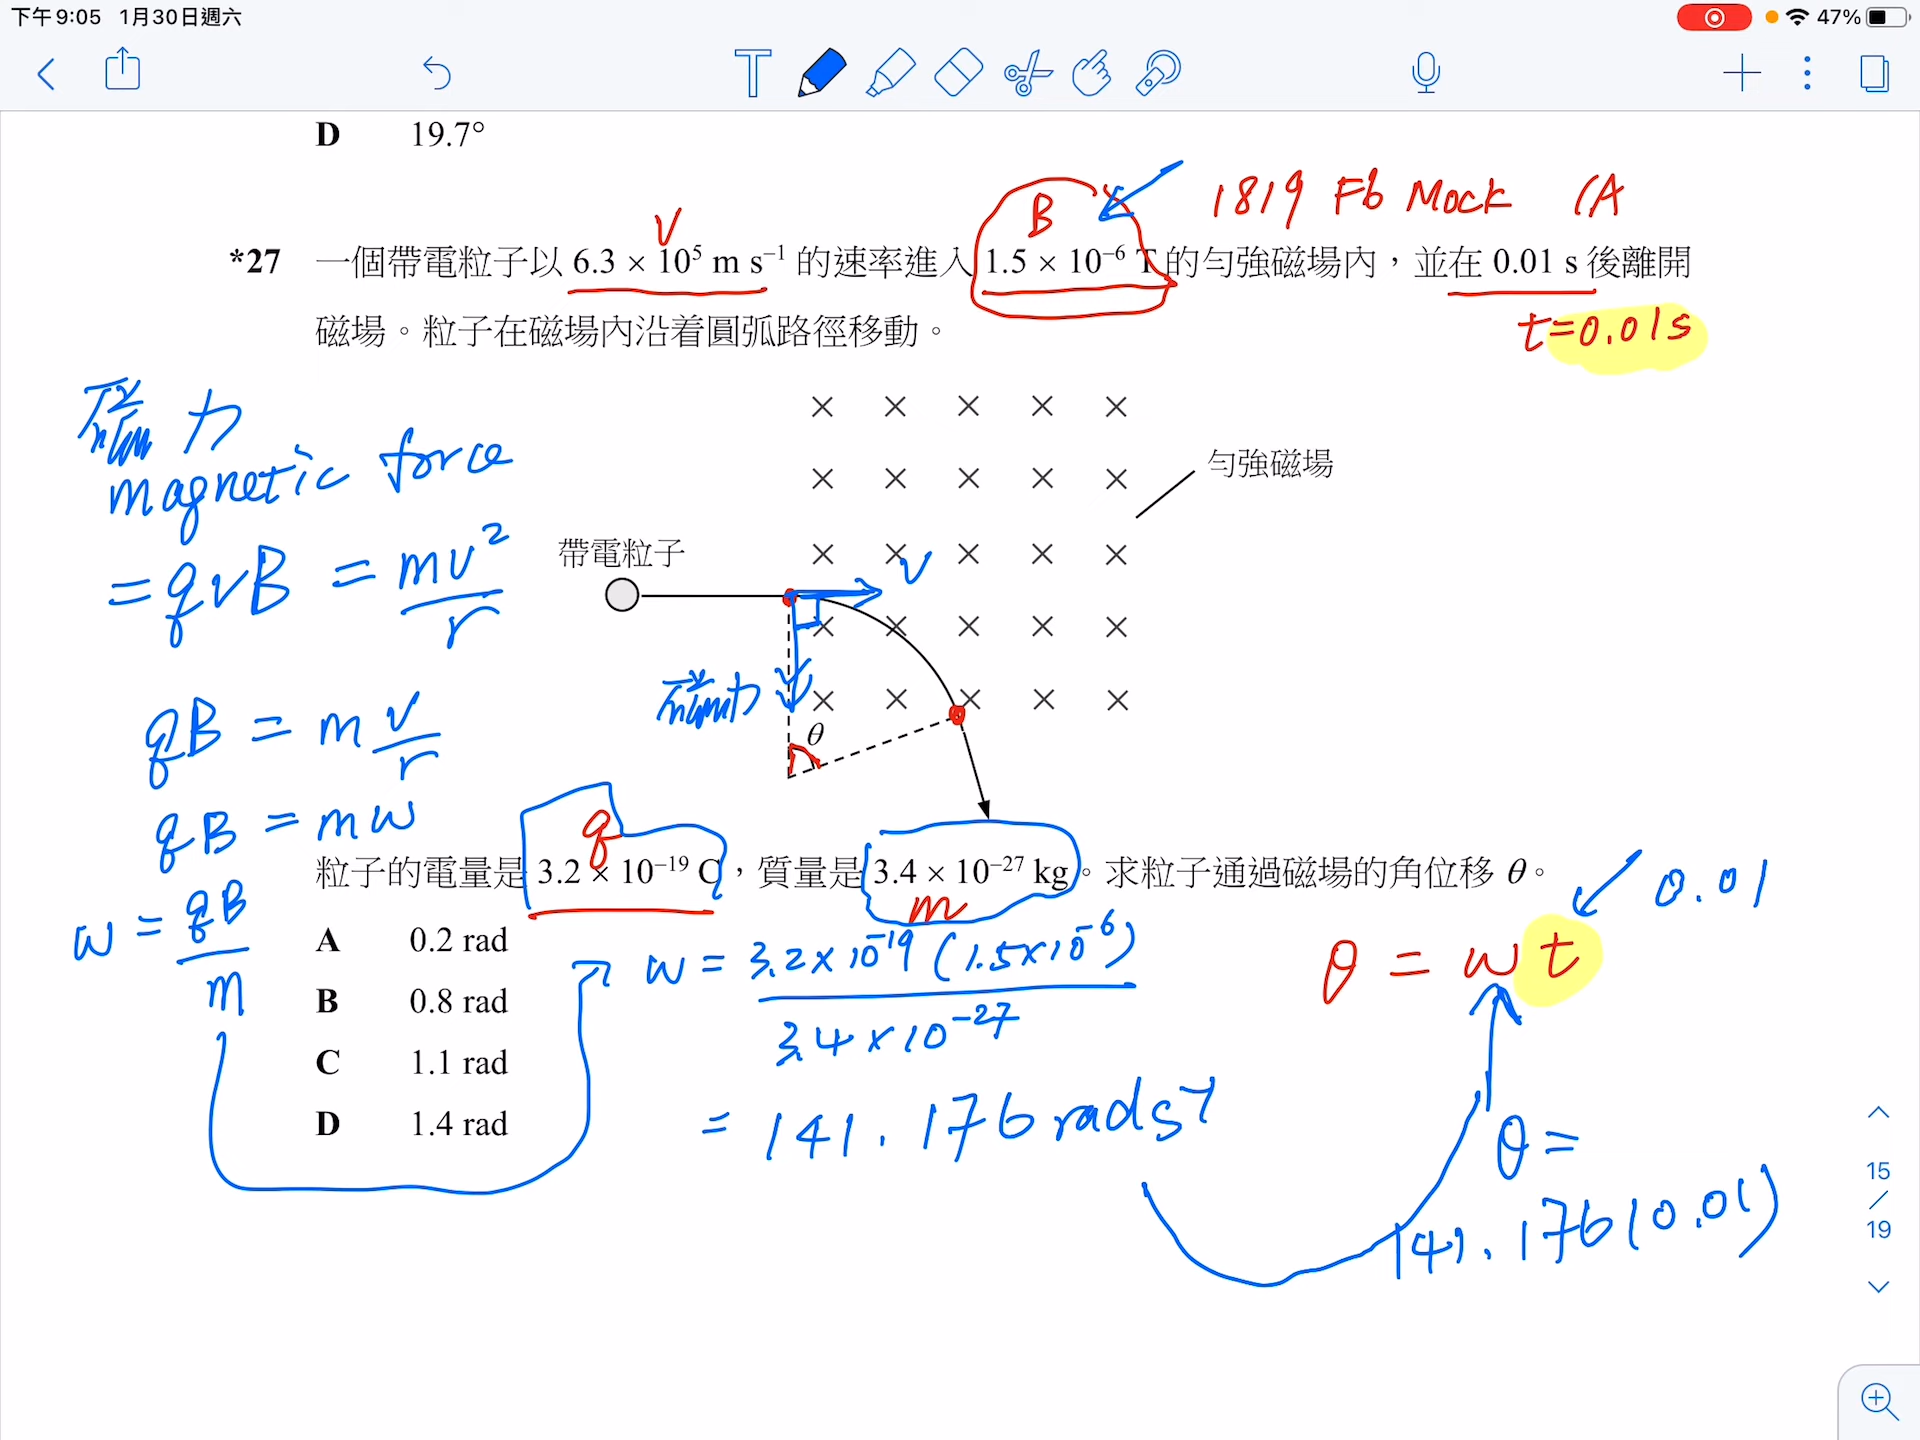 下午9:05 1月30日週六
47%
T
D 19.7°
1819 F6 Mock (A
V
B
*27 一個帶電粒子以 6.3 × 10⁵ m s⁻¹ 的速率進入 1.5 × 10⁻⁶ T 的勻強磁場內，並在 0.01 s 後離開
磁場。粒子在磁場內沿着圓弧路徑移動。
t=0.01s
磁力
magnetic force
= qvB = mv²/r
勻強磁場
帶電粒子
v
磁力
θ
qB = m v/r
qB = mw
q
粒子的電量是 3.2 × 10⁻¹⁹ C，質量是 3.4 × 10⁻²⁷ kg。求粒子通過磁場的角位移 θ。
m
0.01
w = qB/m
A 0.2 rad
B 0.8 rad
C 1.1 rad
D 1.4 rad
w = 3.2×10⁻¹⁹ (1.5×10⁻⁶) / 3.4×10⁻²⁷
= 141.176 rads⁻¹
θ = wt
θ =
141.176(0.01)
15
/
19